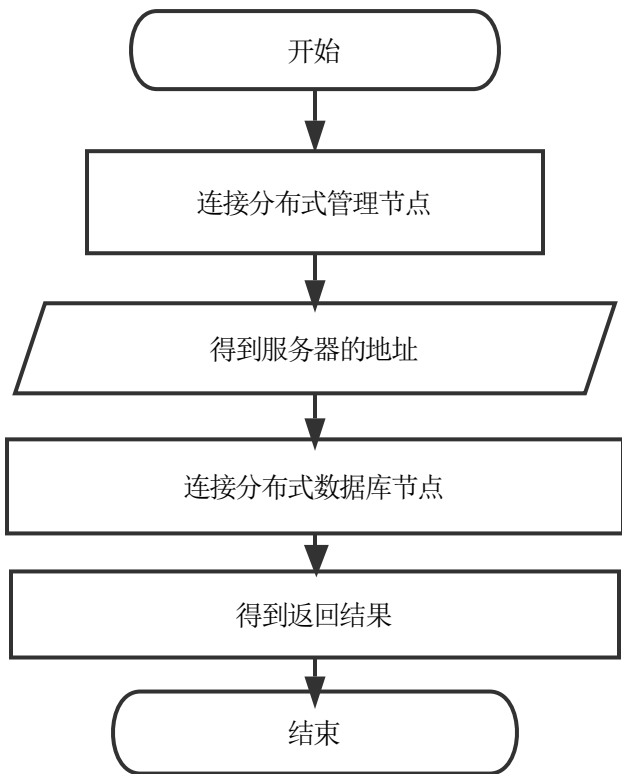 开始
连接分布式管理节点
得到服务器的地址
连接分布式数据库节点
得到返回结果
结束